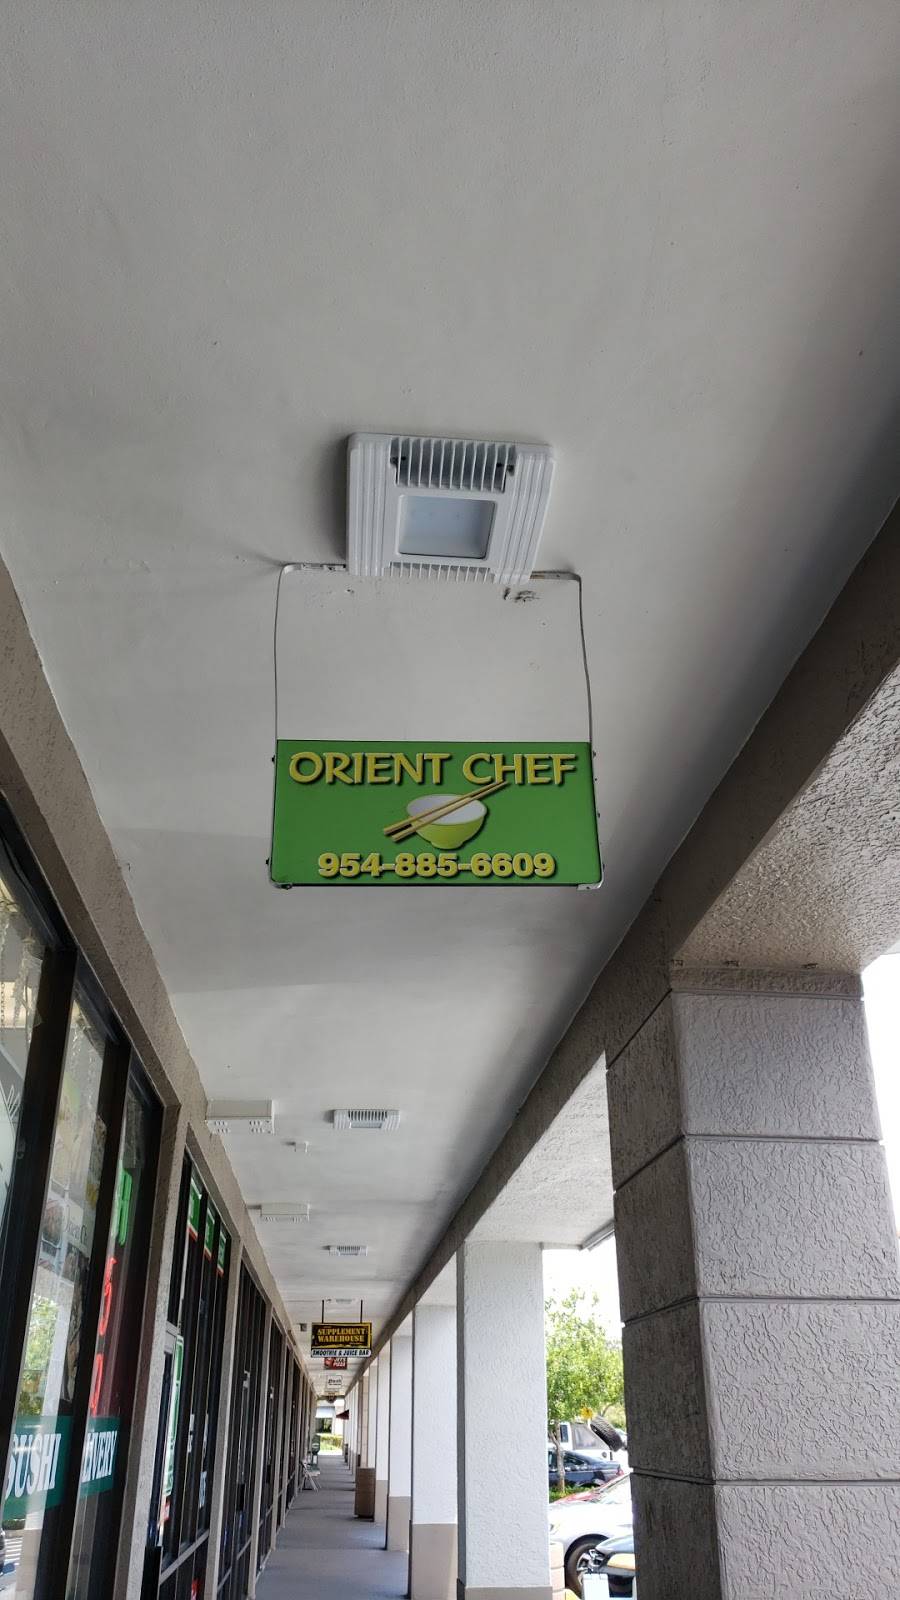 ORIENT CHEF
954-885-6609
SUPPLEMENT
WAREHOUSE
SMOOTHIE & JUICE BAR
SUSHI